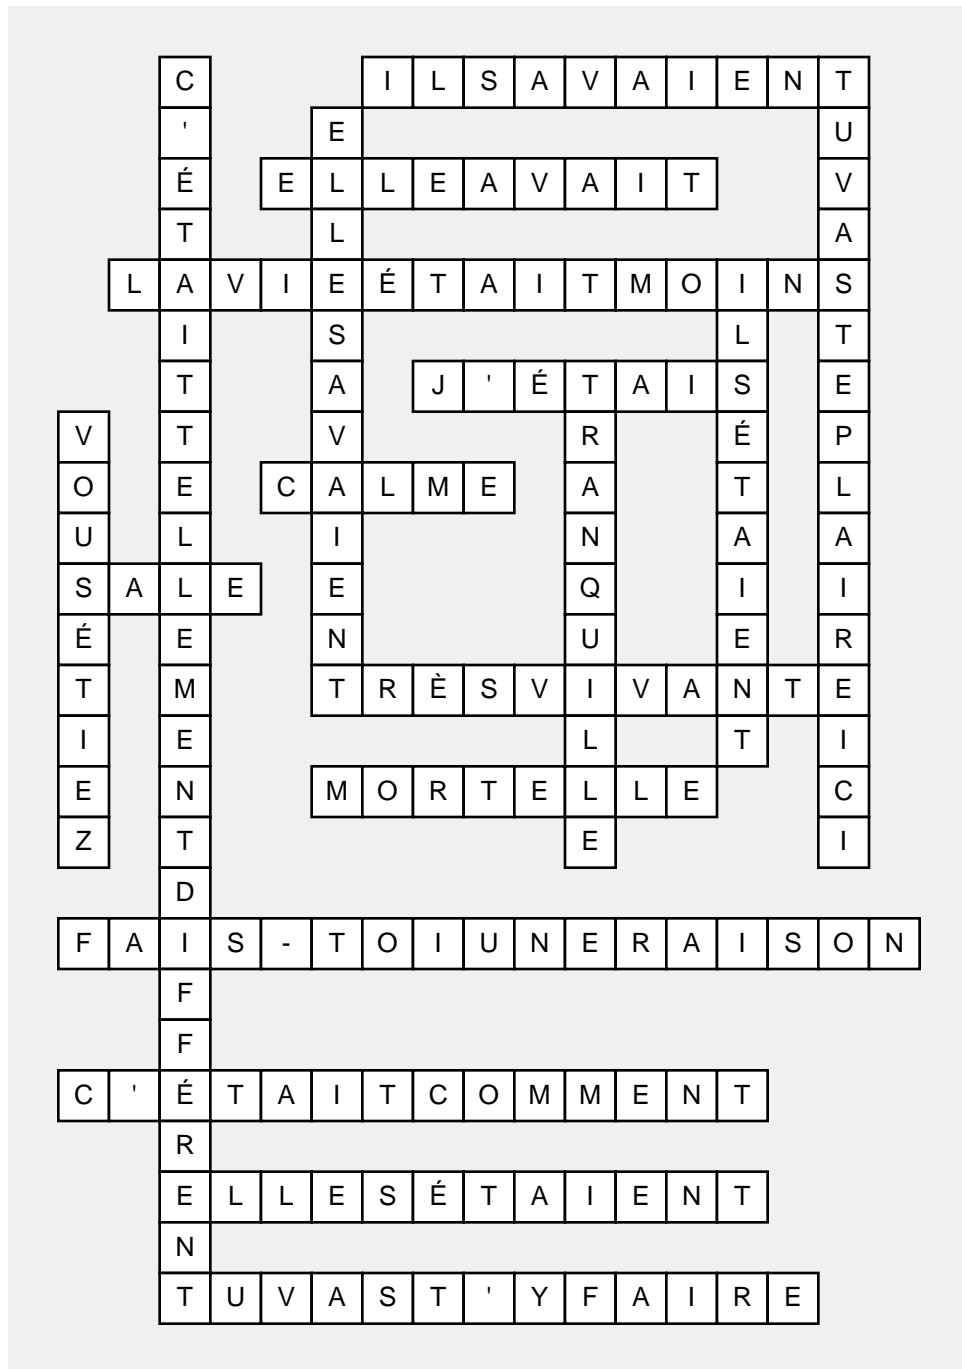 C'ÉTAITTELLEMENTDIFFÉRENT
ILSAVAIENT
TUVASTEPLAIREICI
ELLESAVAIENT
ELLEAVAIT
LAVIEÉTAITMOINS
ILSÉTAIENT
J'ÉTAIS
TRANQUILLE
VOUSÉTIEZ
CALME
SALE
TRÈSVIVANTE
MORTELLE
FAIS-TOIUNERAISON
C'ÉTAITCOMMENT
ELLESÉTAIENT
TUVAST'YFAIRE